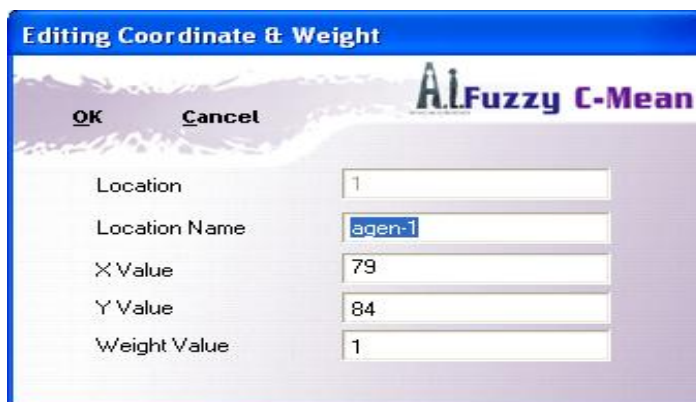 Editing Coordinate & Weight
A.I. Fuzzy C-Mean
OK Cancel
Location 1
Location Name agen-1
X Value 79
Y Value 84
Weight Value 1